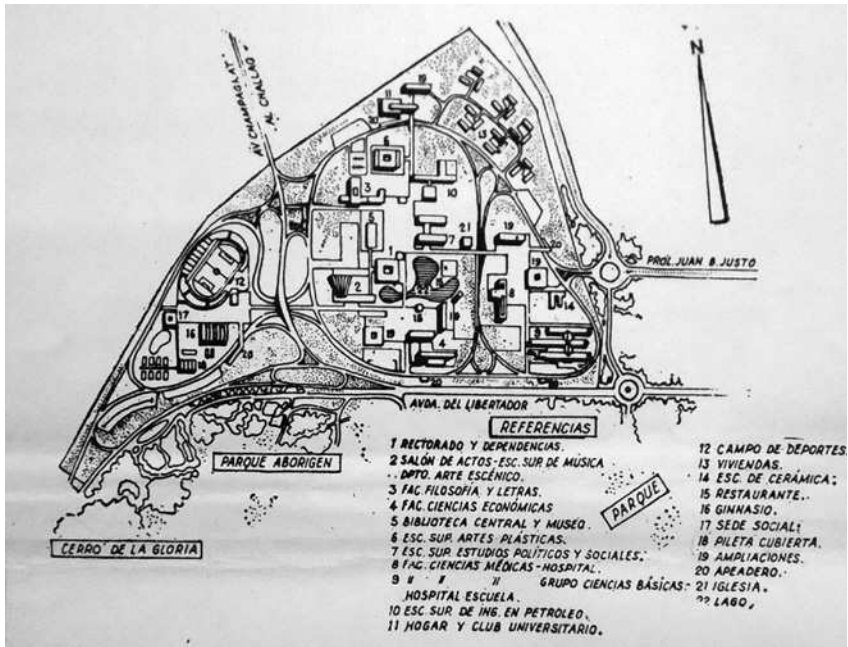 N
AV CHAMPAGNAT
AL CHALLAO
PROL. JUAN B. JUSTO
AVDA. DEL LIBERTADOR
PARQUE ABORIGEN
CERRO DE LA GLORIA
PARQUE
REFERENCIAS
1 RECTORADO Y DEPENDENCIAS.
2 SALÓN DE ACTOS-ESC. SUP. DE MÚSICA
DPTO. ARTE ESCÉNICO.
3 FAC. FILOSOFÍA Y LETRAS.
4 FAC. CIENCIAS ECONÓMICAS
5 BIBLIOTECA CENTRAL Y MUSEO.
6 ESC. SUP. ARTES PLÁSTICAS.
7 ESC. SUP. ESTUDIOS POLÍTICOS Y SOCIALES.
8 FAC. CIENCIAS MÉDICAS-HOSPITAL.
9 " " " GRUPO CIENCIAS BÁSICAS:
HOSPITAL ESCUELA.
10 ESC. SUP. DE ING. EN PETROLEO.
11 HOGAR Y CLUB UNIVERSITARIO.
12 CAMPO DE DEPORTES.
13 VIVIENDAS.
14 ESC. DE CERÁMICA;
15 RESTAURANTE.
16 GINNASIO.
17 SEDE SOCIAL;
18 PILETA CUBIERTA.
19 AMPLIACIONES.
20 APEADERO.
21 IGLESIA.
22 LAGO.